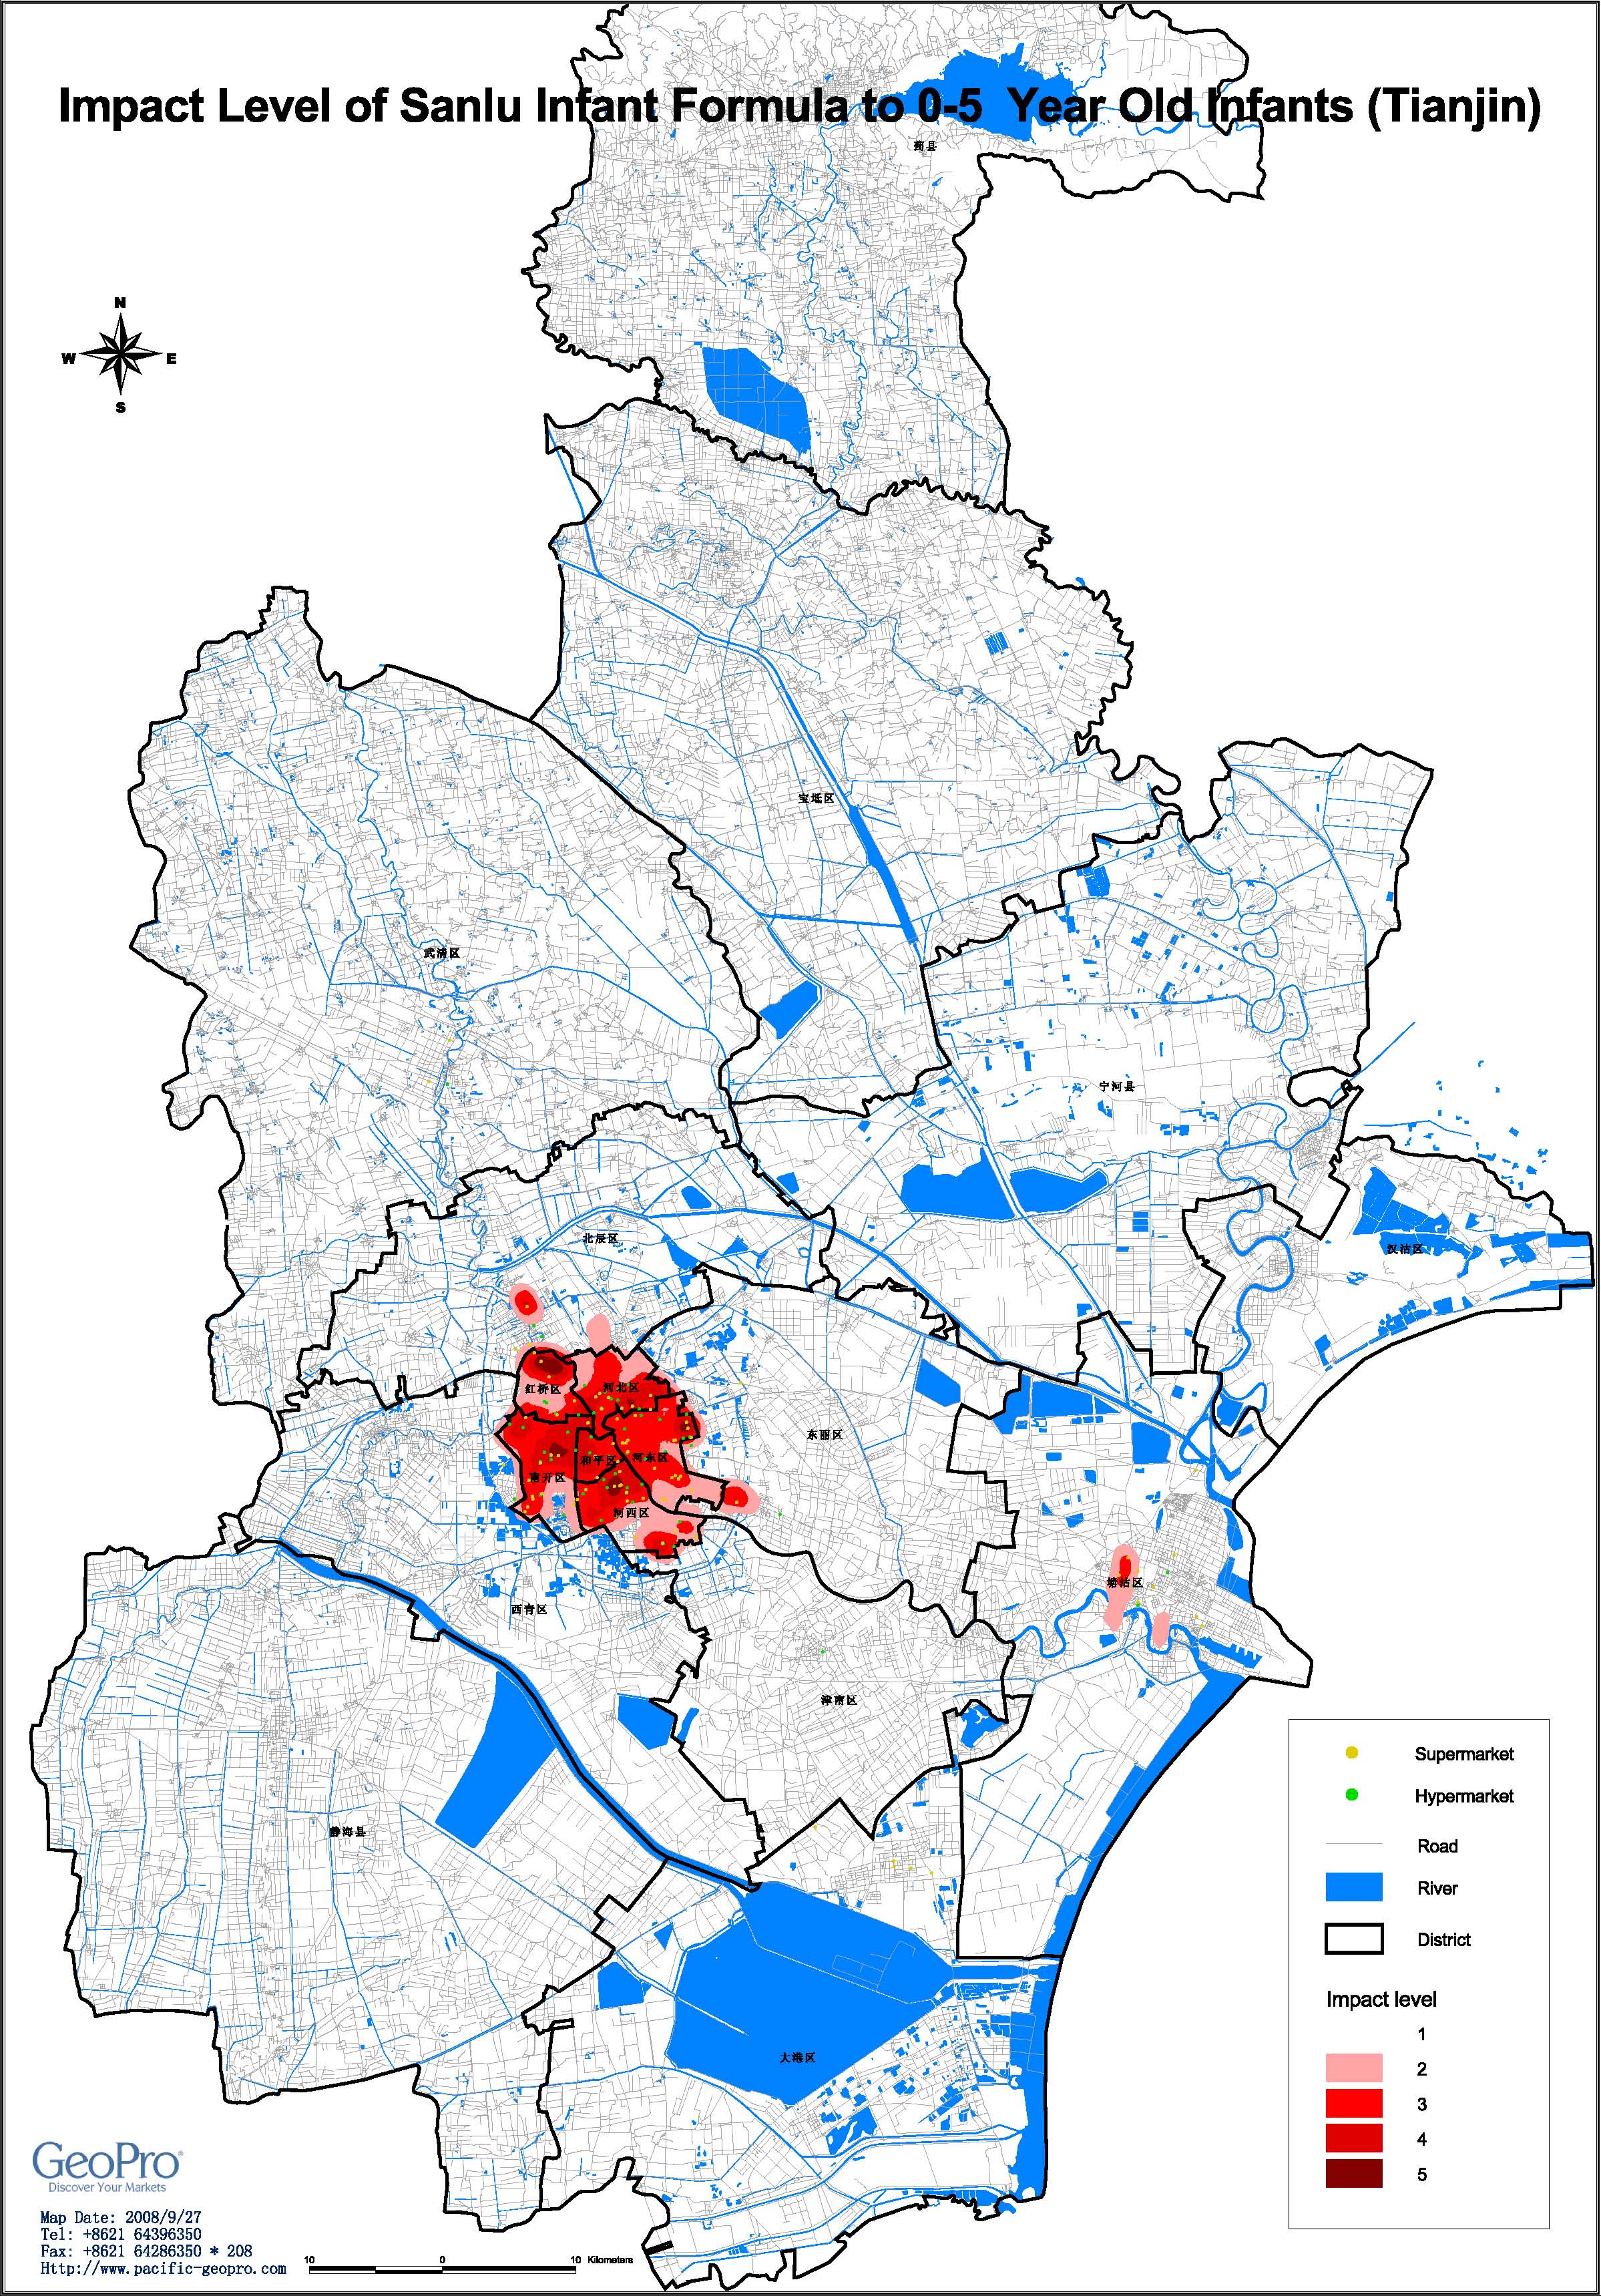 Impact Level of Sanlu Infant Formula to 0-5 Year Old Infants (Tianjin)
蓟县
N
W E
S
宝坻区
武清区
宁河县
北辰区
汉沽区
红桥区
河北区
东丽区
和平区
河东区
南开区
河西区
塘沽区
西青区
津南区
静海县
大港区
Supermarket
Hypermarket
Road
River
District
Impact level
1
2
3
4
5
GeoPro®
Discover Your Markets
Map Date: 2008/9/27
Tel: +8621 64396350
Fax: +8621 64286350 * 208
Http://www.pacific-geopro.com
10 0 10 Kilometers